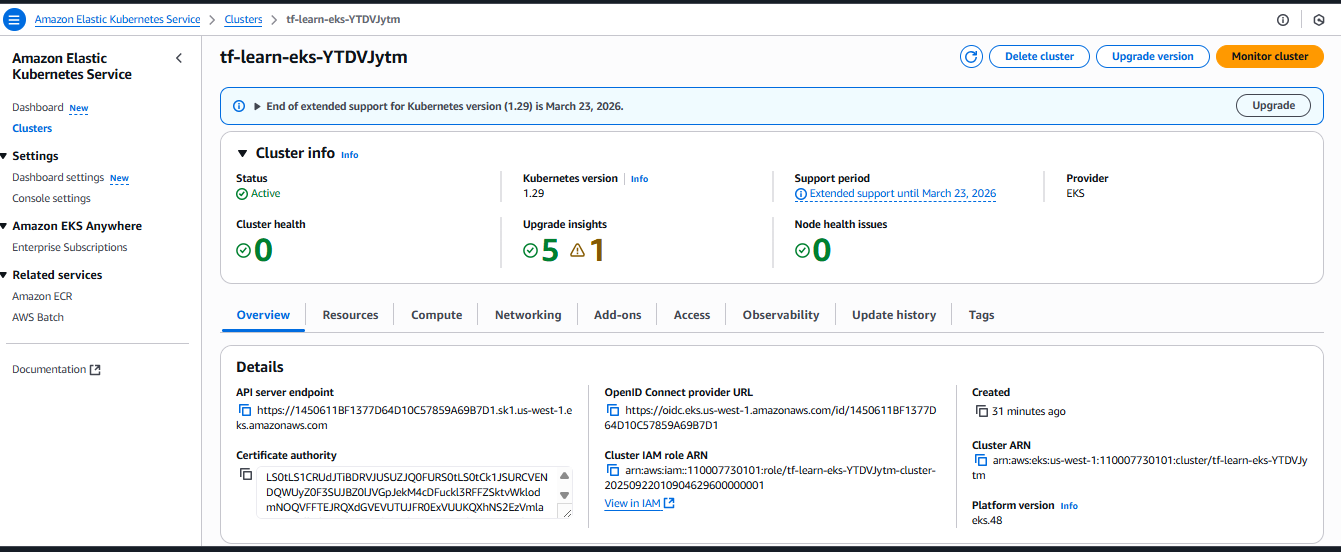 Amazon Elastic Kubernetes Service > Clusters > tf-learn-eks-YTDVJytm
Amazon Elastic
Kubernetes Service
Dashboard New
Clusters
Settings
Dashboard settings New
Console settings
Amazon EKS Anywhere
Enterprise Subscriptions
Related services
Amazon ECR
AWS Batch
Documentation
tf-learn-eks-YTDVJytm
Delete cluster
Upgrade version
Monitor cluster
End of extended support for Kubernetes version (1.29) is March 23, 2026.
Upgrade
Cluster info Info
Status
Active
Kubernetes version Info
1.29
Support period
Extended support until March 23, 2026
Provider
EKS
Cluster health
0
Upgrade insights
5 1
Node health issues
0
Overview Resources Compute Networking Add-ons Access Observability Update history Tags
Details
API server endpoint
https://1450611BF1377D64D10C57859A69B7D1.sk1.us-west-1.e
ks.amazonaws.com
Certificate authority
LS0tLS1CRUdJTiBDRVJUSUZJQ0FURS0tLS0tCk1JSURCVEN
DQWUyZ0F3SUJBZ0lJVGpJekM4cDFuckl3RFFZSktvWklod
mNOQVFFTEJRQXdGVEVUTUJFR0ExVUUKQXhNS2EzVmla
OpenID Connect provider URL
https://oidc.eks.us-west-1.amazonaws.com/id/1450611BF1377D
64D10C57859A69B7D1
Cluster IAM role ARN
arn:aws:iam::110007730101:role/tf-learn-eks-YTDVJytm-cluster-
20250922010904629600000001
View in IAM
Created
31 minutes ago
Cluster ARN
arn:aws:eks:us-west-1:110007730101:cluster/tf-learn-eks-YTDVJy
tm
Platform version Info
eks.48